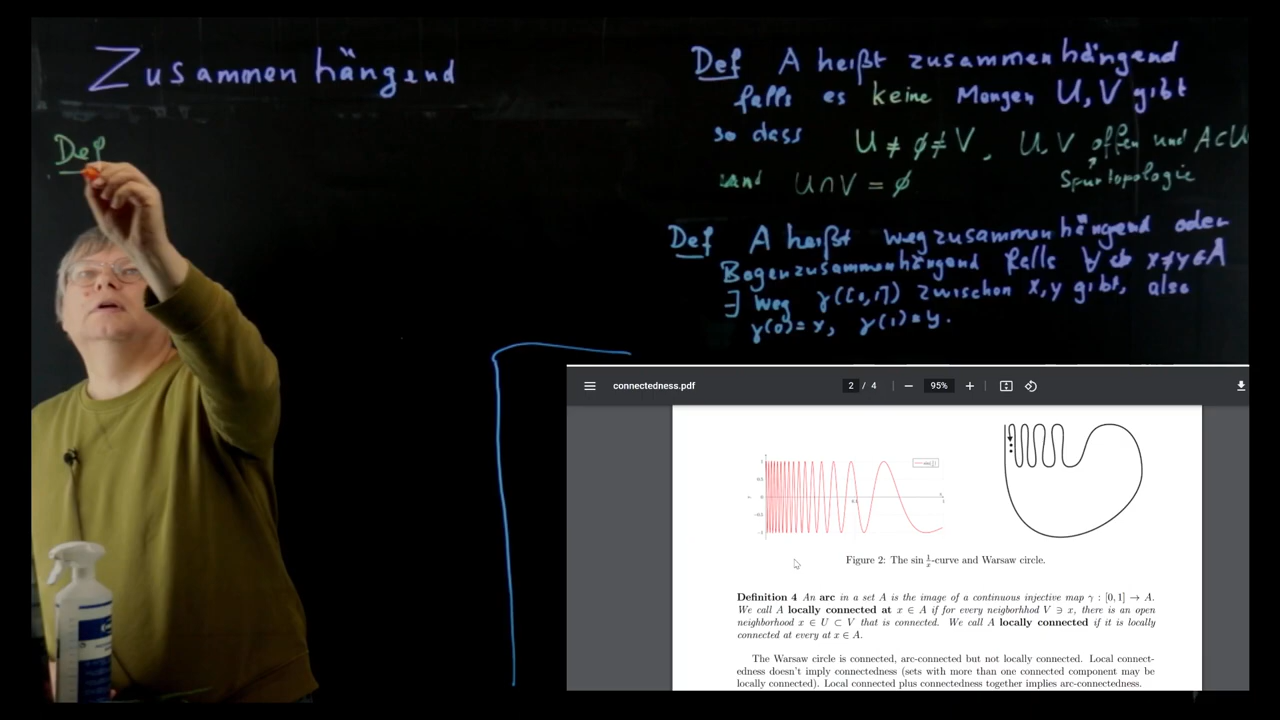 Zusammenhängend
Def
Def A heißt zusammenhängend
falls es keine Mengen U, V gibt
so dass U ≠ ∅ ≠ V, U, V offen und A⊂U
und U∩V = ∅
Spurtopologie
Def A heißt wegzusammenhängend oder
Bogenzusammenhängend falls ∀ x≠y∈A
∃ Weg γ([0,1]) zwischen x,y gibt, also
γ(0)=x, γ(1)=y.
connectedness.pdf
2 / 4
95%
Figure 2: The sin 1/x-curve and Warsaw circle.
Definition 4 An arc in a set A is the image of a continuous injective map γ : [0, 1] → A.
We call A locally connected at x ∈ A if for every neigborhhod V ∋ x, there is an open
neighborhood x ∈ U ⊂ V that is connected. We call A locally connected if it is locally
connected at every at x ∈ A.
The Warsaw circle is connected, arc-connected but not locally connected. Local connect-
edness doesn't imply connectedness (sets with more than one connected component may be
locally connected). Local connected plus connectedness together implies arc-connectedness.